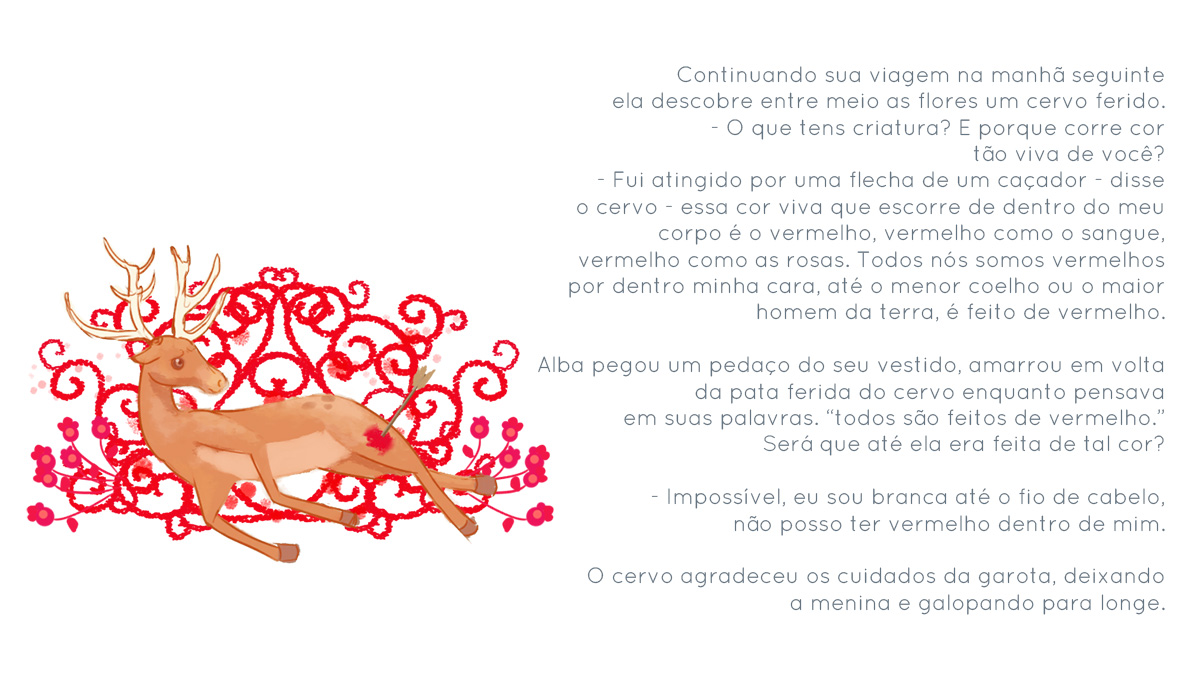 Continuando sua viagem na manhã seguinte
ela descobre entre meio as flores um cervo ferido.
- O que tens criatura? E porque corre cor
tão viva de você?
- Fui atingido por uma flecha de um caçador - disse
o cervo - essa cor viva que escorre de dentro do meu
corpo é o vermelho, vermelho como o sangue,
vermelho como as rosas. Todos nós somos vermelhos
por dentro minha cara, até o menor coelho ou o maior
homem da terra, é feito de vermelho.
Alba pegou um pedaço do seu vestido, amarrou em volta
da pata ferida do cervo enquanto pensava
em suas palavras. “todos são feitos de vermelho.”
Será que até ela era feita de tal cor?
- Impossível, eu sou branca até o fio de cabelo,
não posso ter vermelho dentro de mim.
O cervo agradeceu os cuidados da garota, deixando
a menina e galopando para longe.